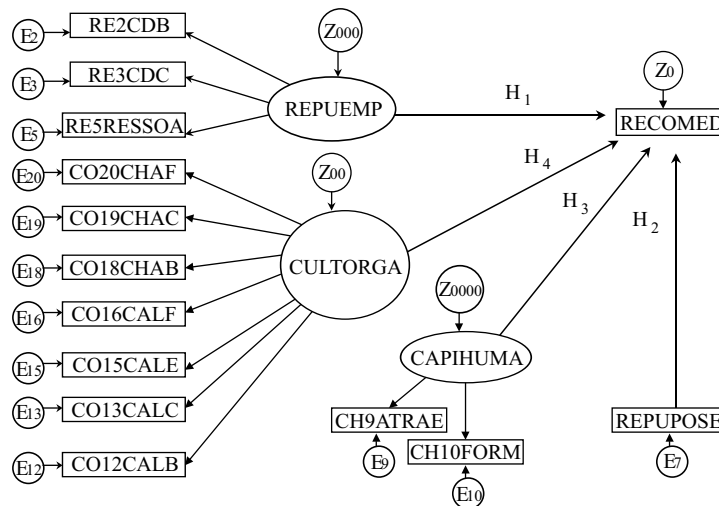 E2 RE2CDB
Z000
E3 RE3CDC
REPUEMP
H1
Z0
RECOMED
E5 RE5RESSOA
E20 CO20CHAF
Z00
H4
E19 CO19CHAC
H3
H2
E18 CO18CHAB
CULTORGA
Z0000
E16 CO16CALF
E15 CO15CALE
CAPIHUMA
E13 CO13CALC
CH9ATRAE
REPUPOSE
CH10FORM
E12 CO12CALB
E9
E7
E10